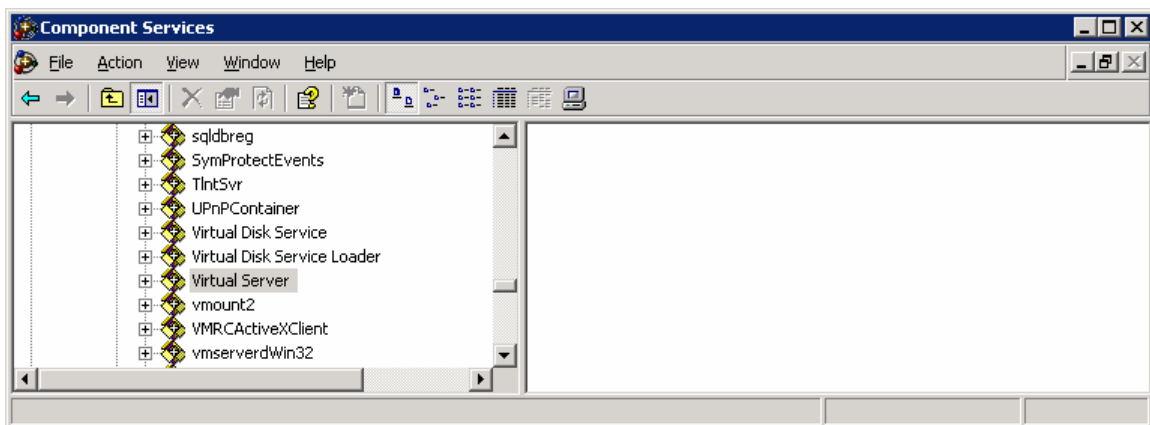 Component Services
File Action View Window Help
sqldbreg
SymProtectEvents
TlntSvr
UPnPContainer
Virtual Disk Service
Virtual Disk Service Loader
Virtual Server
vmount2
VMRCActiveXClient
vmserverdWin32